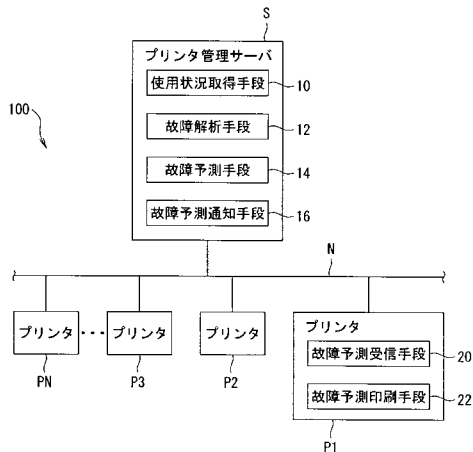 S
プリンタ管理サーバ
使用状況取得手段
10
100
故障解析手段
12
故障予測手段
14
故障予測通知手段
16
N
プリンタ
・・・
プリンタ
プリンタ
プリンタ
故障予測受信手段
20
故障予測印刷手段
22
PN
P3
P2
P1